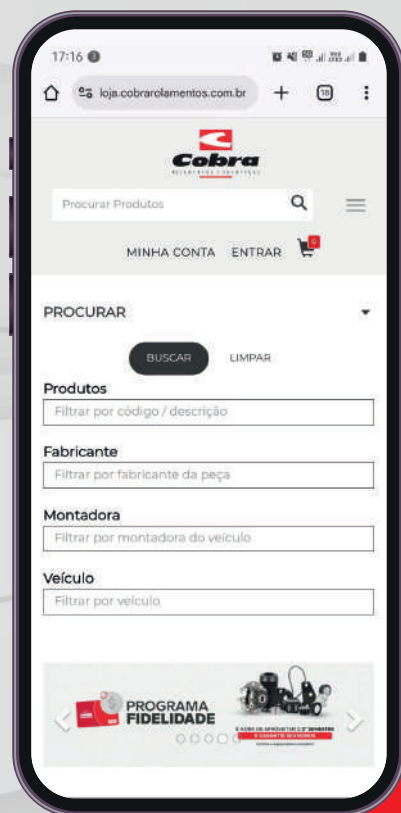 17:16
loja.cobrarolamentos.com.br
18
Cobra
Procurar Produtos
MINHA CONTA ENTRAR 0
PROCURAR
BUSCAR LIMPAR
Produtos
Filtrar por código / descrição
Fabricante
Filtrar por fabricante da peça
Montadora
Filtrar por montadora do veículo
Veículo
Filtrar por veículo
PROGRAMA
FIDELIDADE